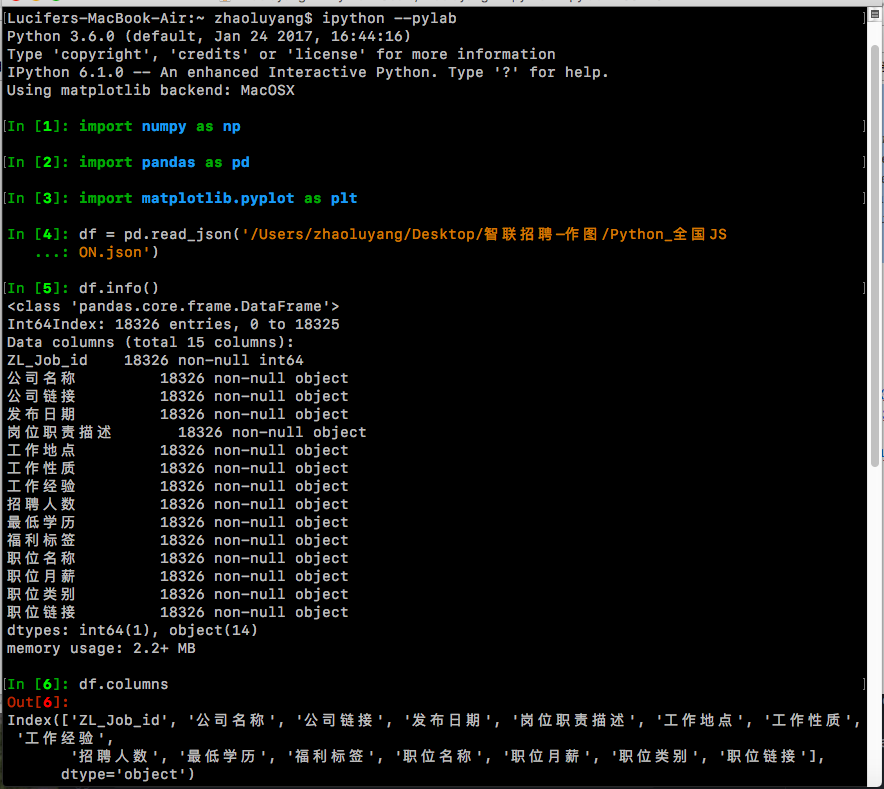 Lucifers-MacBook-Air:~ zhaoluyang$ ipython --pylab
Python 3.6.0 (default, Jan 24 2017, 16:44:16)
Type 'copyright', 'credits' or 'license' for more information
IPython 6.1.0 -- An enhanced Interactive Python. Type '?' for help.
Using matplotlib backend: MacOSX
In [1]: import numpy as np
In [2]: import pandas as pd
In [3]: import matplotlib.pyplot as plt
In [4]: df = pd.read_json('/Users/zhaoluyang/Desktop/智联招聘-作图/Python_全国JS
...: ON.json')
In [5]: df.info()
<class 'pandas.core.frame.DataFrame'>
Int64Index: 18326 entries, 0 to 18325
Data columns (total 15 columns):
ZL_Job_id    18326 non-null int64
公司名称    18326 non-null object
公司链接    18326 non-null object
发布日期    18326 non-null object
岗位职责描述    18326 non-null object
工作地点    18326 non-null object
工作性质    18326 non-null object
工作经验    18326 non-null object
招聘人数    18326 non-null object
最低学历    18326 non-null object
福利标签    18326 non-null object
职位名称    18326 non-null object
职位月薪    18326 non-null object
职位类别    18326 non-null object
职位链接    18326 non-null object
dtypes: int64(1), object(14)
memory usage: 2.2+ MB
In [6]: df.columns
Out[6]:
Index(['ZL_Job_id', '公司名称', '公司链接', '发布日期', '岗位职责描述', '工作地点', '工作性质',
'工作经验',
'招聘人数', '最低学历', '福利标签', '职位名称', '职位月薪', '职位类别', '职位链接'],
dtype='object')